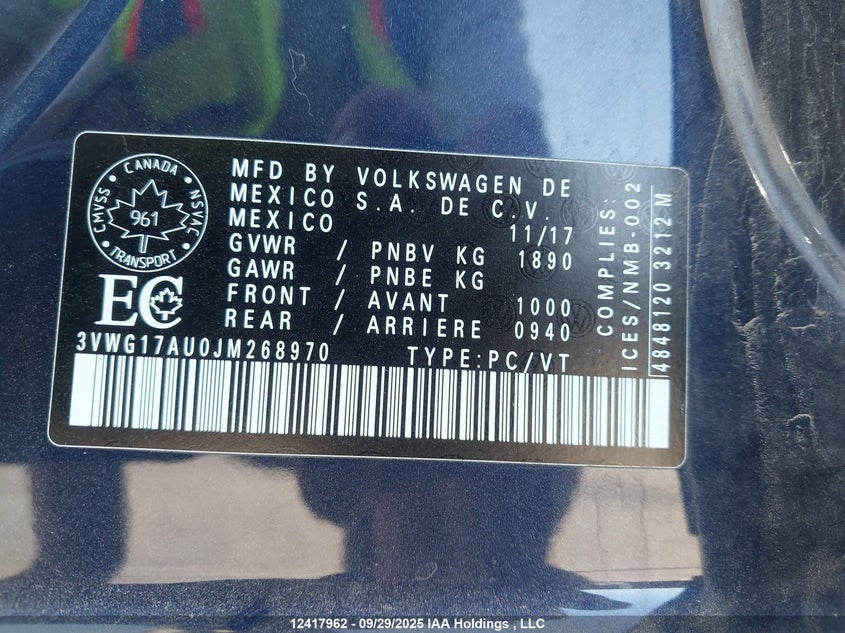 CANADA
CMVSS
NSVAC
961
TRANSPORT
EC
MFD BY VOLKSWAGEN DE
MEXICO S.A. DE C.V.
MEXICO 11/17
GVWR / PNBV KG 1890
GAWR / PNBE KG
FRONT / AVANT 1000
REAR / ARRIERE 0940
3VWG17AU0JM268970 TYPE:PC/VT
COMPLIES:
ICES/NMB-002
4848120 3212M
12417962 - 09/29/2025 IAA Holdings , LLC